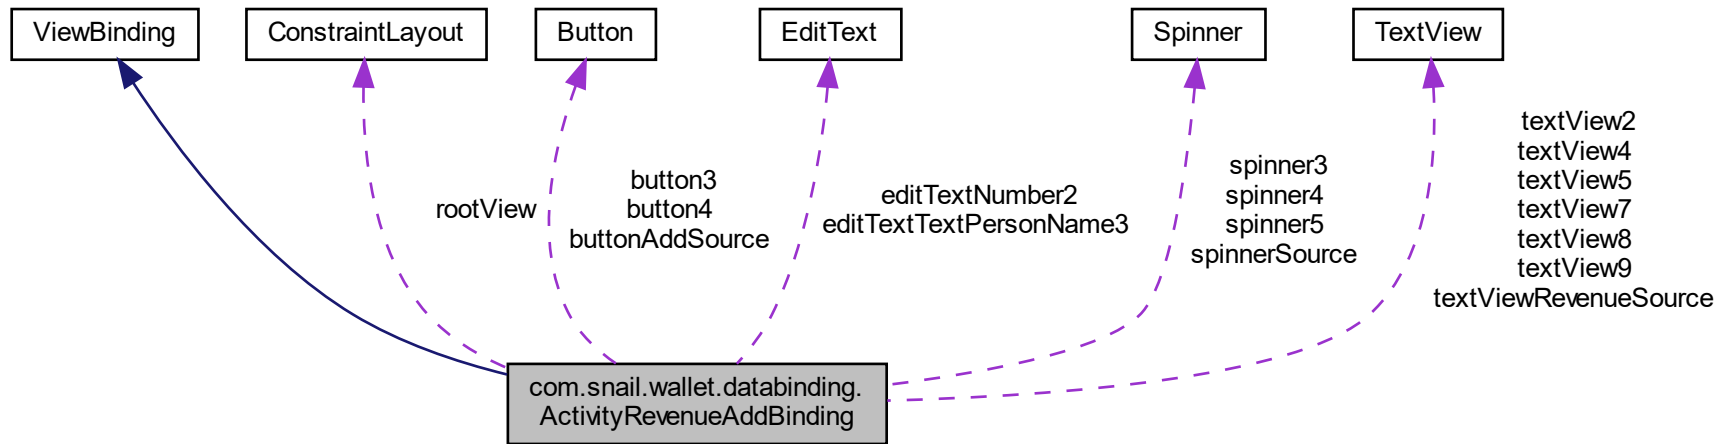 ViewBinding
ConstraintLayout
Button
EditText
Spinner
TextView
rootView
button3
button4
buttonAddSource
editTextNumber2
editTextTextPersonName3
spinner3
spinner4
spinner5
spinnerSource
textView2
textView4
textView5
textView7
textView8
textView9
textViewRevenueSource
com.snail.wallet.databinding.
ActivityRevenueAddBinding